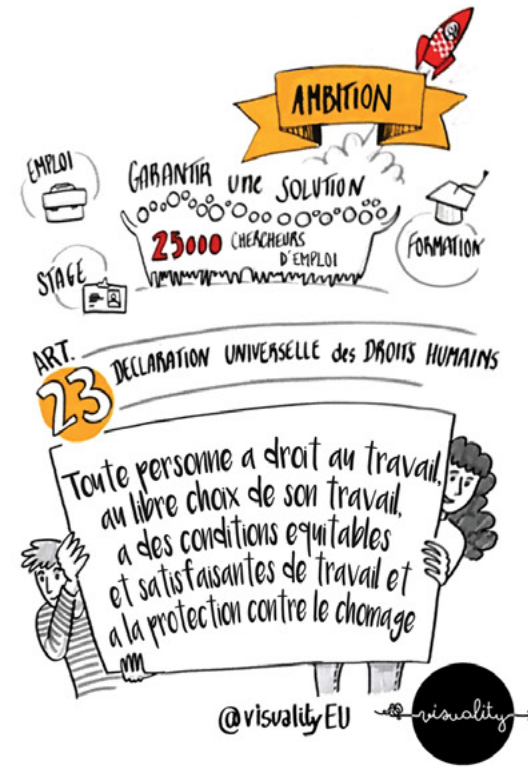 AMBITION
EMPLOI
GARANTIR une SOLUTION
25000 CHERCHEURS
D'EMPLOI
FORMATION
STAGE
ART.
23
DECLARATION UNIVERSELLE des DROITS HUMAINS
Toute personne a droit au travail,
au libre choix de son travail,
a des conditions equitables
et satisfaisantes de travail et
a la protection contre le chomage
@visualityEU
visuality